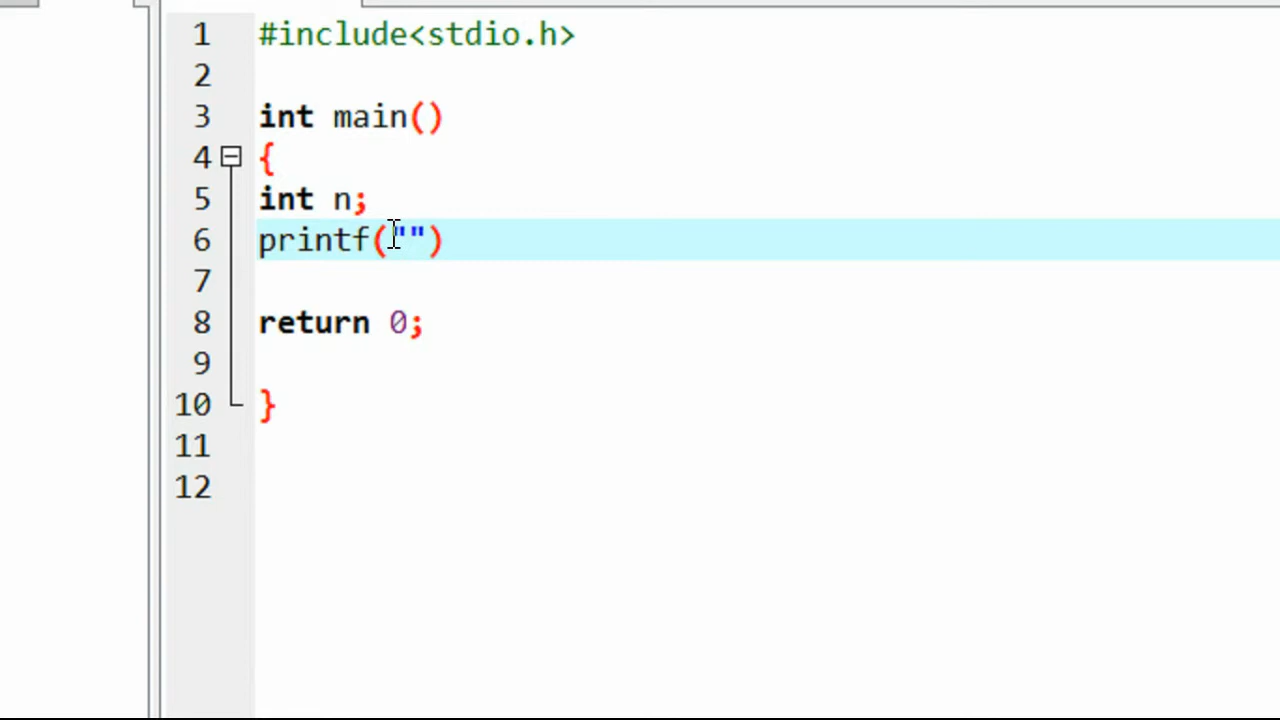 1 #include<stdio.h>
2
3 int main()
4 {
5 int n;
6 printf("")
7
8 return 0;
9
10 }
11
12